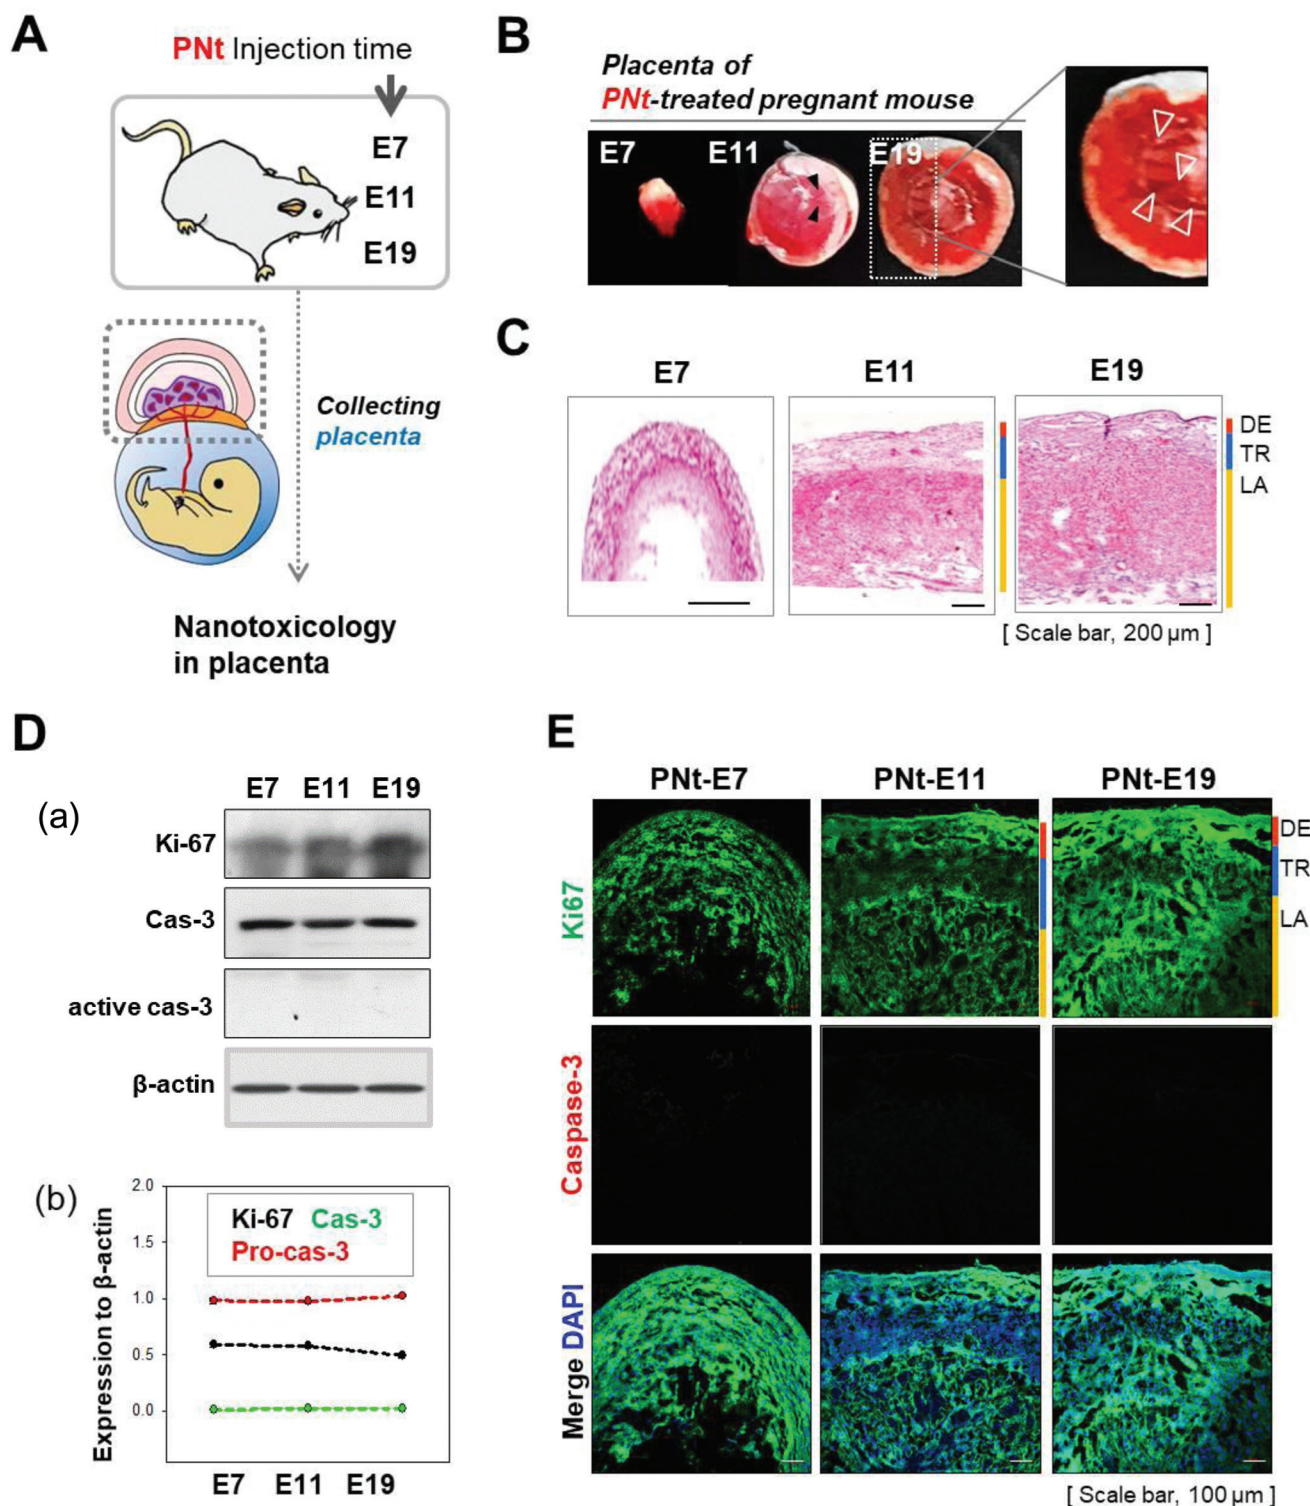 A
PNt Injection time
E7
E11
E19
Collecting
placenta
Nanotoxicology
in placenta
B
Placenta of
PNt-treated pregnant mouse
E7
E11
E19
C
E7
E11
E19
DE
TR
LA
[ Scale bar, 200 µm ]
D
(a)
E7 E11 E19
Ki-67
Cas-3
active cas-3
β-actin
(b)
Expression to β-actin
2.0
1.5
1.0
0.5
0.0
Ki-67 Cas-3
Pro-cas-3
E7 E11 E19
E
PNt-E7 PNt-E11 PNt-E19
Ki67
DE
TR
LA
Caspase-3
Merge DAPI
[ Scale bar, 100 µm ]